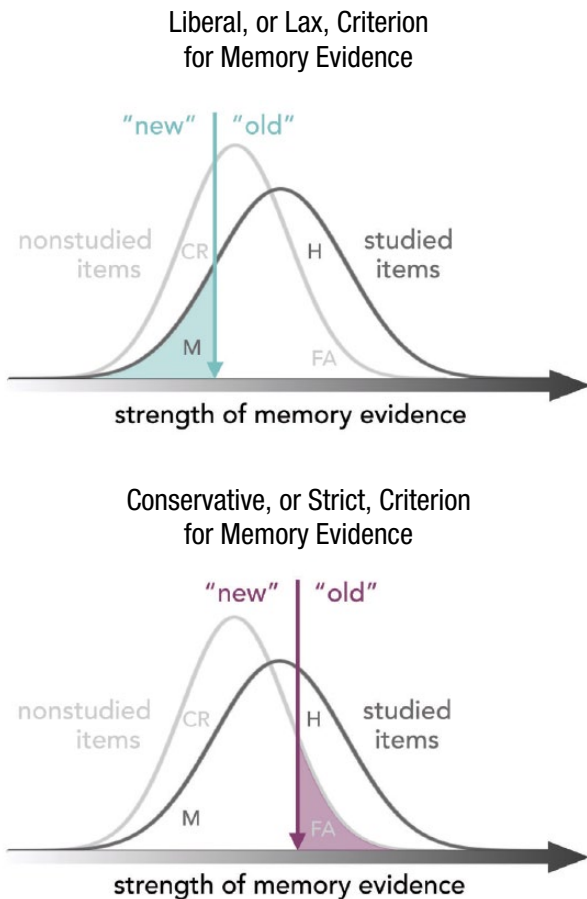 Liberal, or Lax, Criterion
for Memory Evidence
“new” “old”
nonstudied
items
CR
H
studied
items
M
FA
strength of memory evidence
Conservative, or Strict, Criterion
for Memory Evidence
“new” “old”
nonstudied
items
CR
H
studied
items
M
FA
strength of memory evidence